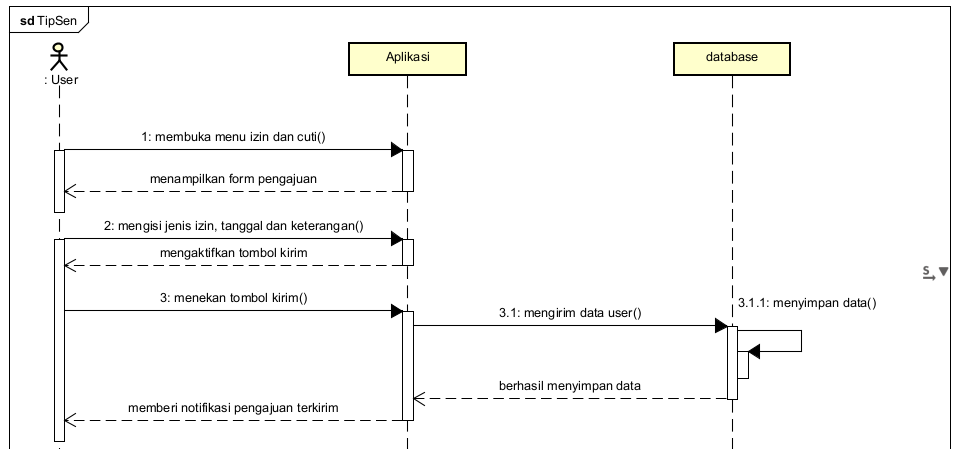 sd TipSen
: User
Aplikasi
database
1: membuka menu izin dan cuti()
menampilkan form pengajuan
2: mengisi jenis izin, tanggal dan keterangan()
mengaktifkan tombol kirim
S
3: menekan tombol kirim()
3.1: mengirim data user()
3.1.1: menyimpan data()
berhasil menyimpan data
memberi notifikasi pengajuan terkirim